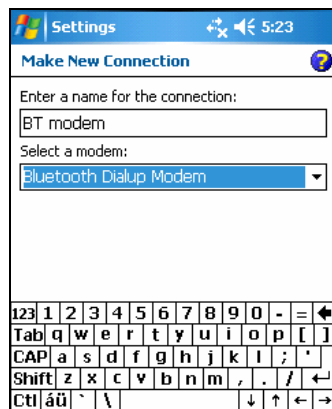 Settings 5:23
Make New Connection ?
Enter a name for the connection:
BT modem
Select a modem:
Bluetooth Dialup Modem
123 1 2 3 4 5 6 7 8 9 0 - =
Tab q w e r t y u i o p [ ]
CAP a s d f g h j k l ; '
Shift z x c v b n m , . /
Ctl áü ` \